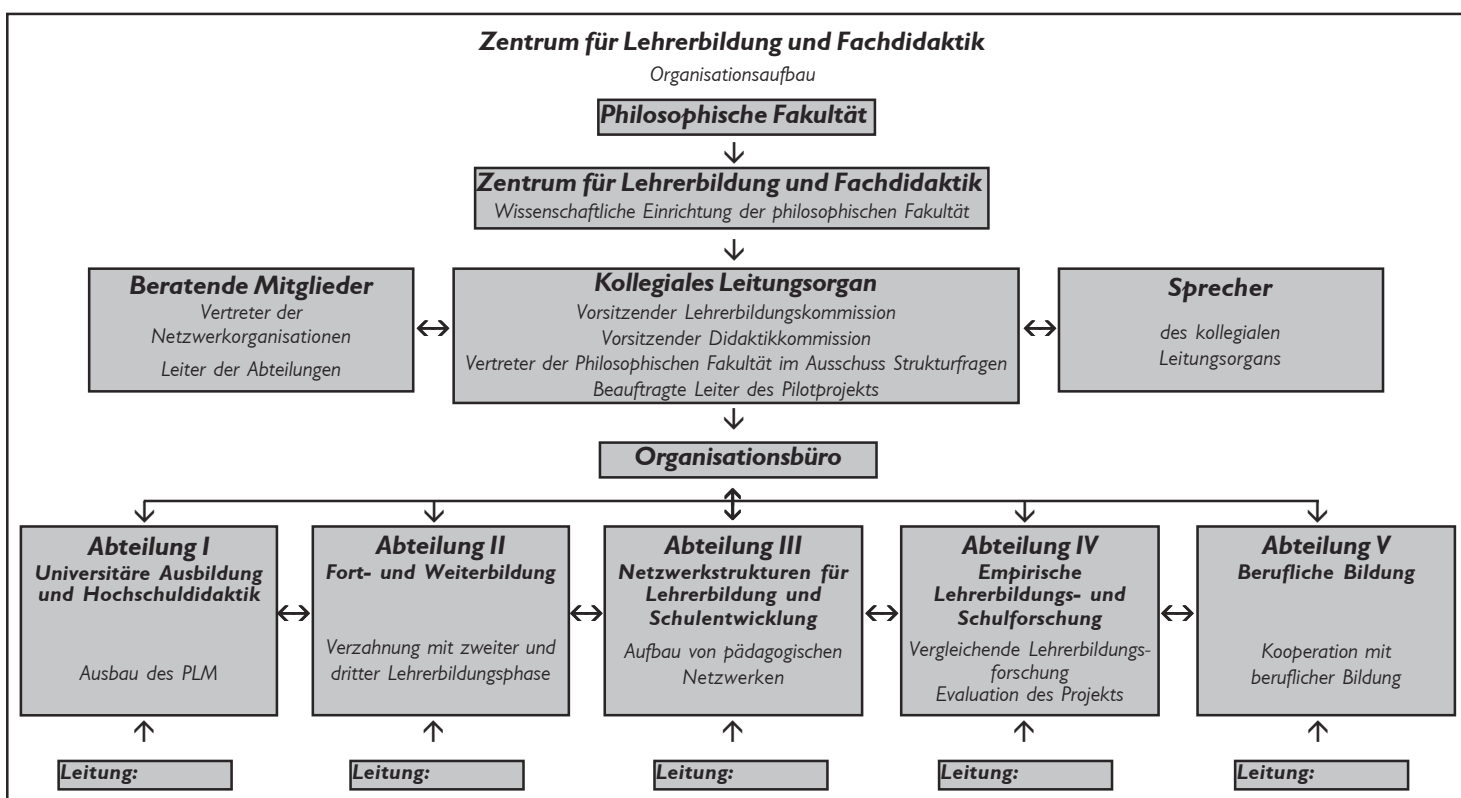 Zentrum für Lehrerbildung und Fachdidaktik
Organisationsaufbau
Philosophische Fakultät
Zentrum für Lehrerbildung und Fachdidaktik
Wissenschaftliche Einrichtung der philosophischen Fakultät
Beratende Mitglieder
Vertreter der
Netzwerkorganisationen
Leiter der Abteilungen
Kollegiales Leitungsorgan
Vorsitzender Lehrerbildungskommission
Vorsitzender Didaktikkommission
Vertreter der Philosophischen Fakultät im Ausschuss Strukturfragen
Beauftragte Leiter des Pilotprojekts
Sprecher
des kollegialen
Leitungsorgans
Organisationsbüro
Abteilung I
Universitäre Ausbildung
und Hochschuldidaktik
Ausbau des PLM
Abteilung II
Fort- und Weiterbildung
Verzahnung mit zweiter und
dritter Lehrerbildungsphase
Abteilung III
Netzwerkstrukturen für
Lehrerbildung und
Schulentwicklung
Aufbau von pädagogischen
Netzwerken
Abteilung IV
Empirische
Lehrerbildungs- und
Schulforschung
Vergleichende Lehrerbildungs-
forschung
Evaluation des Projekts
Abteilung V
Berufliche Bildung
Kooperation mit
beruflicher Bildung
Leitung:
Leitung:
Leitung:
Leitung:
Leitung: